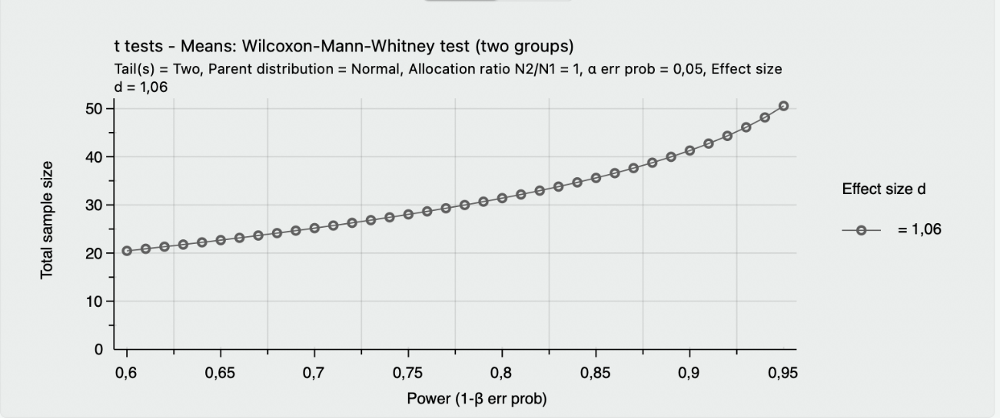 t tests - Means: Wilcoxon-Mann-Whitney test (two groups)
Tail(s) = Two, Parent distribution = Normal, Allocation ratio N2/N1 = 1, α err prob = 0,05, Effect size
d = 1,06
50
40
30
20
10
0
Total sample size
0,6 0,65 0,7 0,75 0,8 0,85 0,9 0,95
Power (1-β err prob)
Effect size d
= 1,06